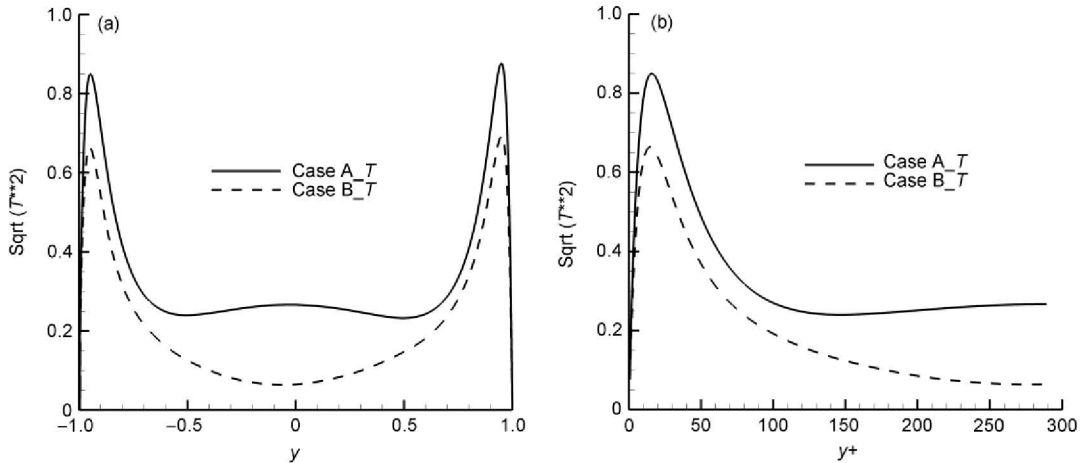 (a)
1.0
0.8
0.6
0.4
0.2
0
Sqrt (T**2)
Case A_T
Case B_T
–1.0 –0.5 0 0.5 1.0
y
(b)
1.0
0.8
0.6
0.4
0.2
0
Sqrt (T**2)
Case A_T
Case B_T
0 50 100 150 200 250 300
y+